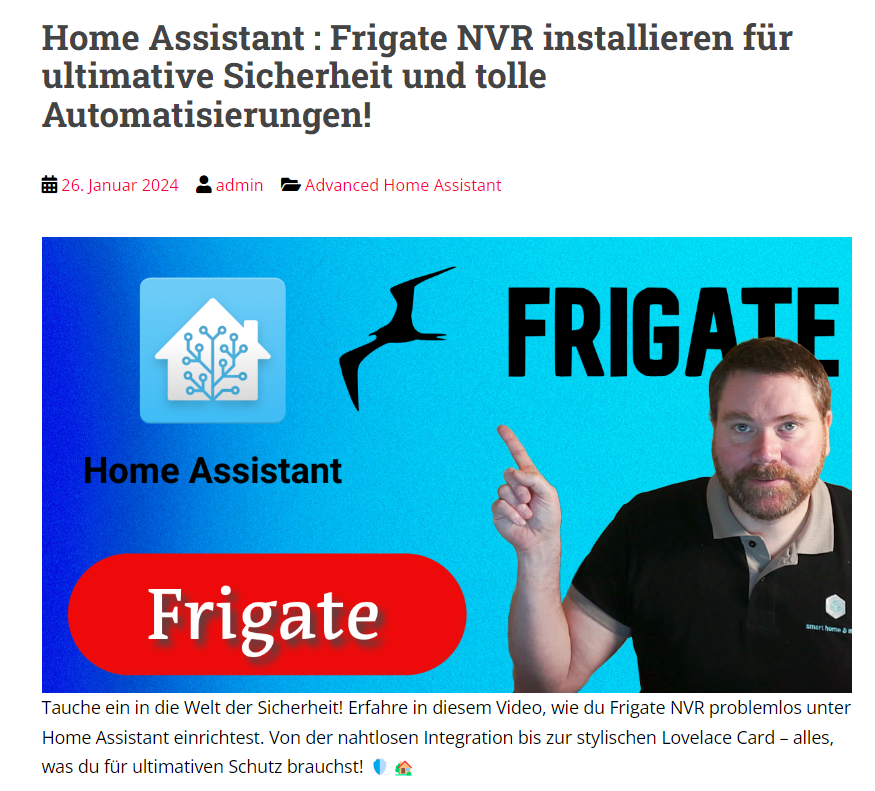 Home Assistant : Frigate NVR installieren für
ultimative Sicherheit und tolle
Automatisierungen!
26. Januar 2024 admin Advanced Home Assistant
FRIGATE
Home Assistant
Frigate
smart home &
Tauche ein in die Welt der Sicherheit! Erfahre in diesem Video, wie du Frigate NVR problemlos unter
Home Assistant einrichtest. Von der nahtlosen Integration bis zur stylischen Lovelace Card – alles,
was du für ultimativen Schutz brauchst! 🛡️ 🏡